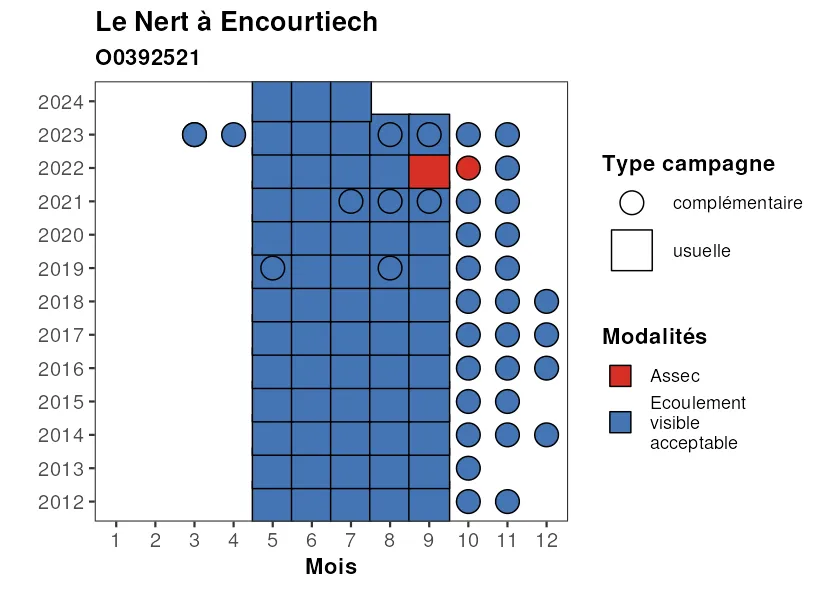 Le Nert à Encourtiech
O0392521
2024
2023
2022
2021
2020
2019
2018
2017
2016
2015
2014
2013
2012
1 2 3 4 5 6 7 8 9 10 11 12
Mois
Type campagne
complémentaire
usuelle
Modalités
Assec
Ecoulement
visible
acceptable